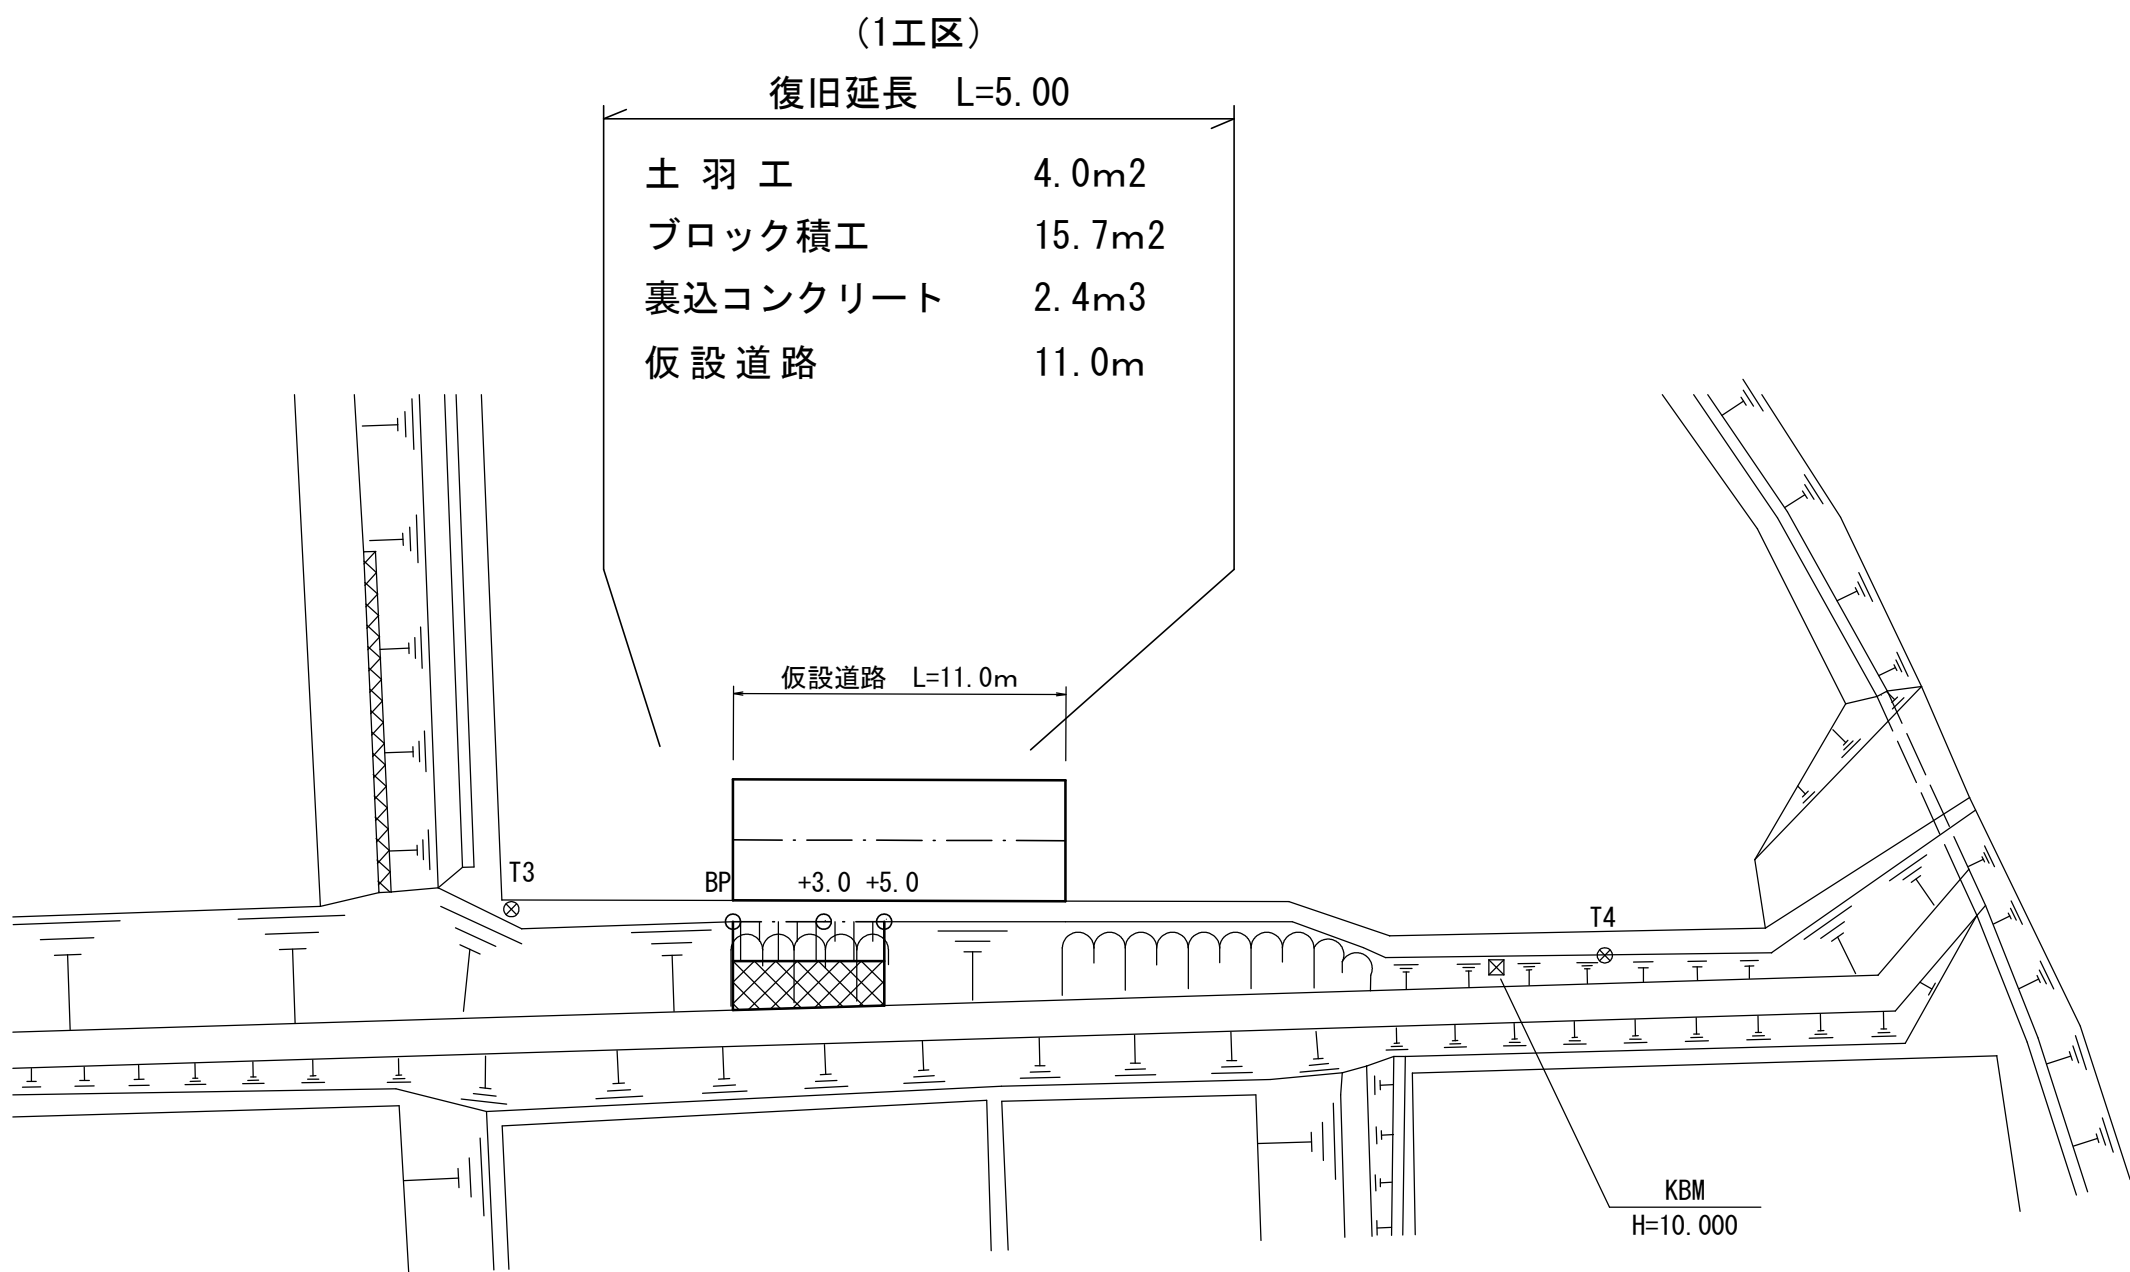 (1工区)
復旧延長　L=5.00
土 羽 工　4.0m2
ブロック積工　15.7m2
裏込コンクリート　2.4m3
仮設道路　11.0m
仮設道路　L=11.0m
T3
BP　+3.0 +5.0
T4
KBM
H=10.000